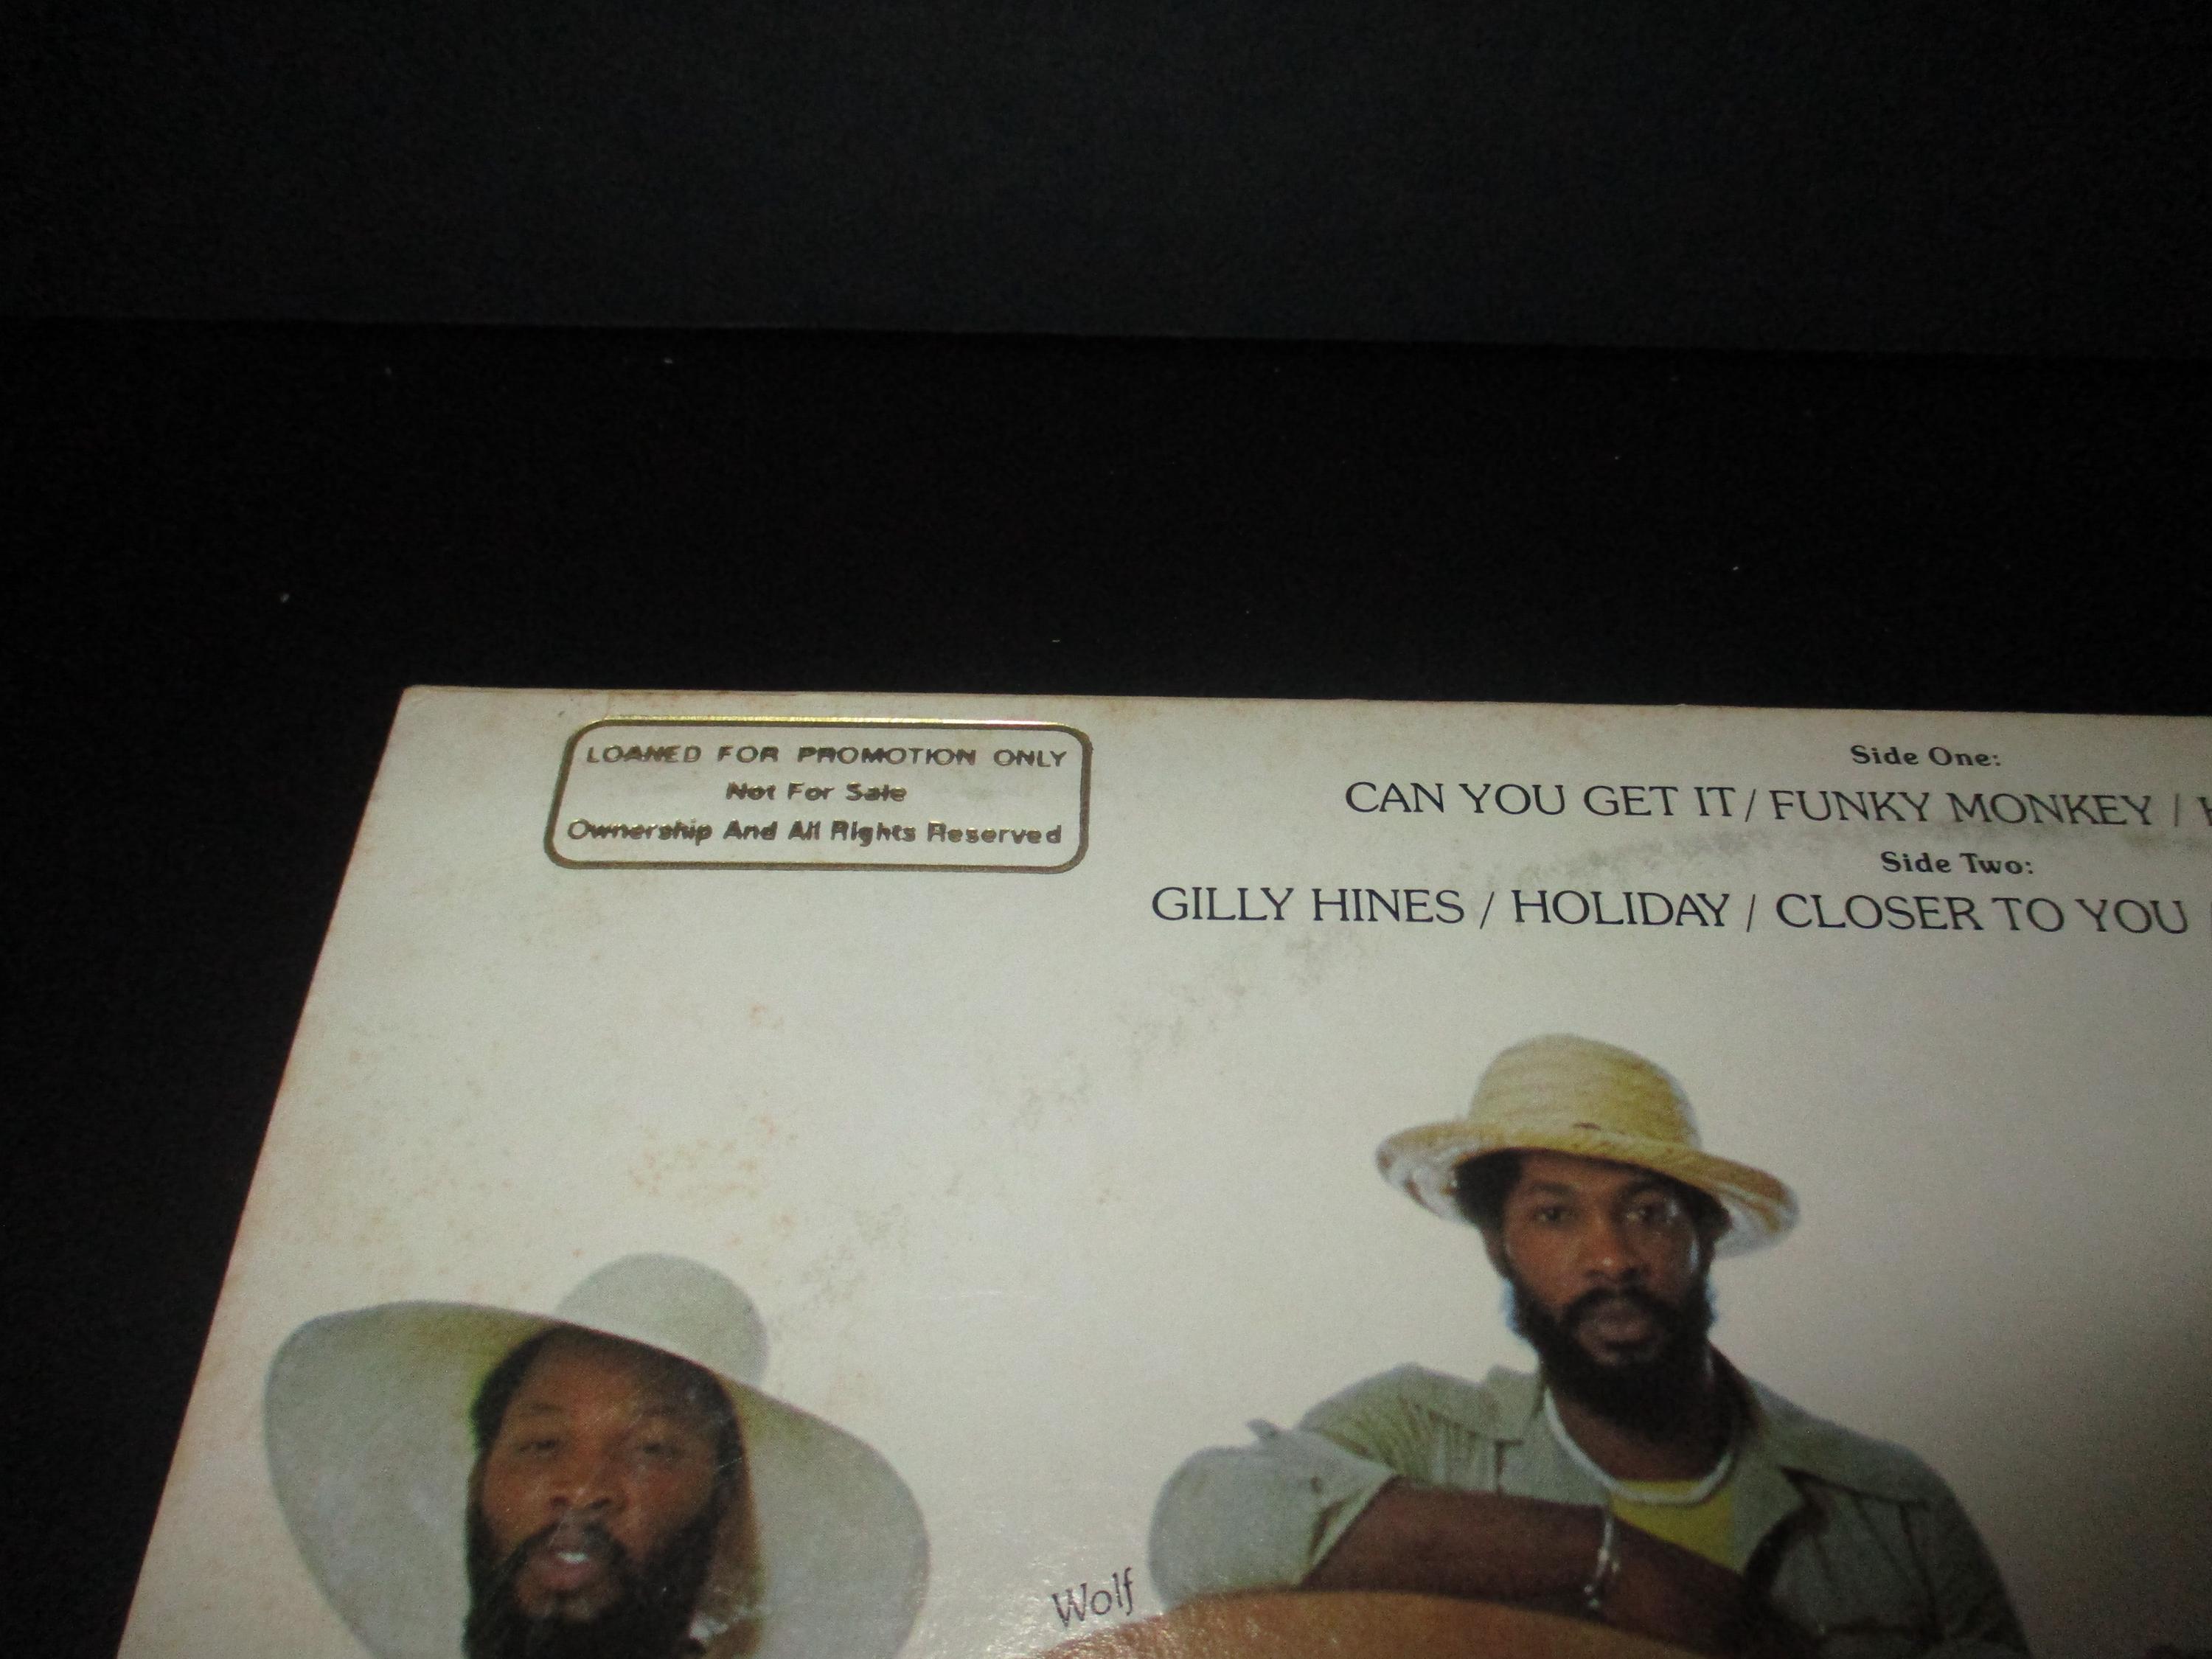 LOANED FOR PROMOTION ONLY
Not For Sale
Ownership And All Rights Reserved
Side One:
CAN YOU GET IT / FUNKY MONKEY /
Side Two:
GILLY HINES / HOLIDAY / CLOSER TO YOU
Wolf